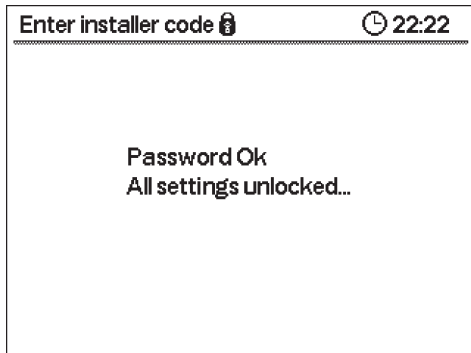 Enter installer code 22:22
Password Ok
All settings unlocked...